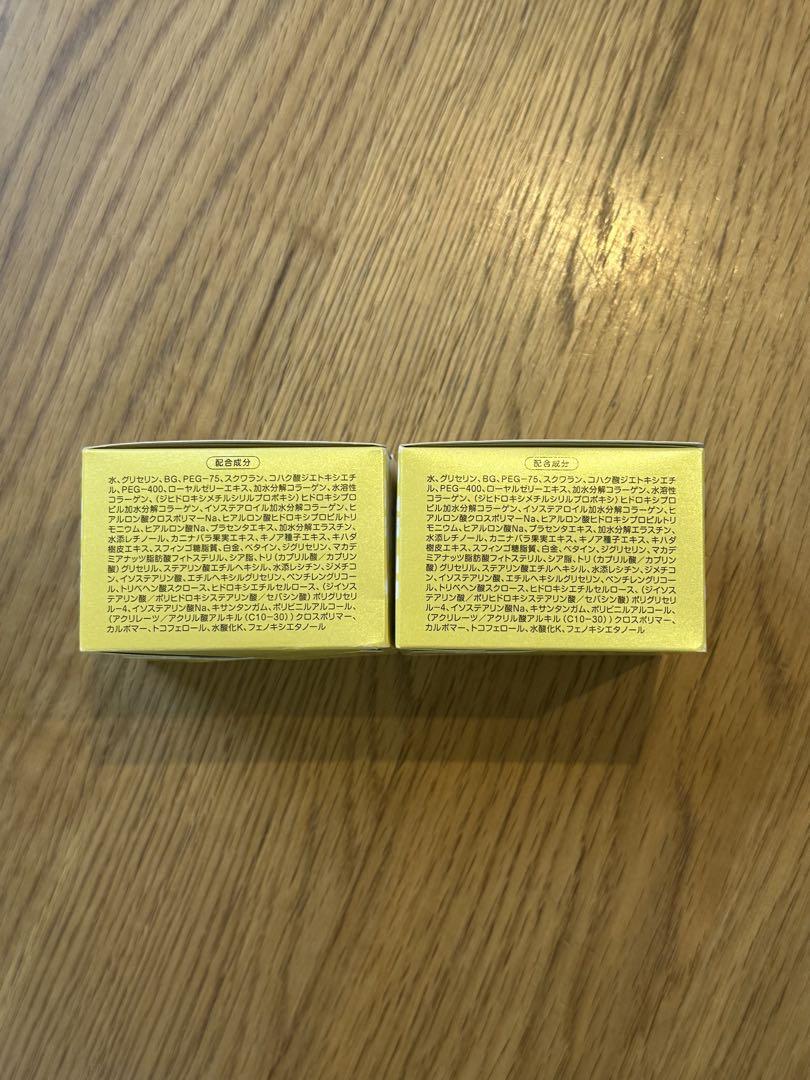 配合成分
水、グリセリン、BG、PEG-75、スクワラン、コハク酸ジエトキシエチ
ル、PEG-400、ローヤルゼリーエキス、加水分解コラーゲン、水溶性
コラーゲン、(ジヒドロキシメチルシリルプロポキシ)ヒドロキシプロ
ピル加水分解コラーゲン、イソステアロイル加水分解コラーゲン、ヒ
アルロン酸クロスポリマーNa、ヒアルロン酸ヒドロキシプロピルトリ
モニウム、ヒアルロン酸Na、プラセンタエキス、加水分解エラスチン、
水添レチノール、カニナバラ果実エキス、キノア種子エキス、キハダ
樹皮エキス、スフィンゴ糖脂質、白金、ベタイン、ジグリセリン、マカデ
ミアナッツ脂肪酸フィトステリル、シア脂、トリ(カプリル酸/カプリン
酸)グリセリル、ステアリン酸エチルヘキシル、水添レシチン、ジメチコ
ン、イソステアリン酸、エチルヘキシルグリセリン、ペンチレングリコー
ル、トリベヘン酸スクロース、ヒドロキシエチルセルロース、(ジイソス
テアリン酸/ポリヒドロキシステアリン酸/セバシン酸)ポリグリセリ
ル-4、イソステアリン酸Na、キサンタンガム、ポリビニルアルコール、
(アクリレーツ/アクリル酸アルキル(C10-30))クロスポリマー、
カルボマー、トコフェロール、水酸化K、フェノキシエタノール
配合成分
水、グリセリン、BG、PEG-75、スクワラン、コハク酸ジエトキシエチ
ル、PEG-400、ローヤルゼリーエキス、加水分解コラーゲン、水溶性
コラーゲン、(ジヒドロキシメチルシリルプロポキシ)ヒドロキシプロ
ピル加水分解コラーゲン、イソステアロイル加水分解コラーゲン、ヒ
アルロン酸クロスポリマーNa、ヒアルロン酸ヒドロキシプロピルトリ
モニウム、ヒアルロン酸Na、プラセンタエキス、加水分解エラスチン、
水添レチノール、カニナバラ果実エキス、キノア種子エキス、キハダ
樹皮エキス、スフィンゴ糖脂質、白金、ベタイン、ジグリセリン、マカデ
ミアナッツ脂肪酸フィトステリル、シア脂、トリ(カプリル酸/カプリン
酸)グリセリル、ステアリン酸エチルヘキシル、水添レシチン、ジメチコ
ン、イソステアリン酸、エチルヘキシルグリセリン、ペンチレングリコー
ル、トリベヘン酸スクロース、ヒドロキシエチルセルロース、(ジイソス
テアリン酸/ポリヒドロキシステアリン酸/セバシン酸)ポリグリセリ
ル-4、イソステアリン酸Na、キサンタンガム、ポリビニルアルコール、
(アクリレーツ/アクリル酸アルキル(C10-30))クロスポリマー、
カルボマー、トコフェロール、水酸化K、フェノキシエタノール